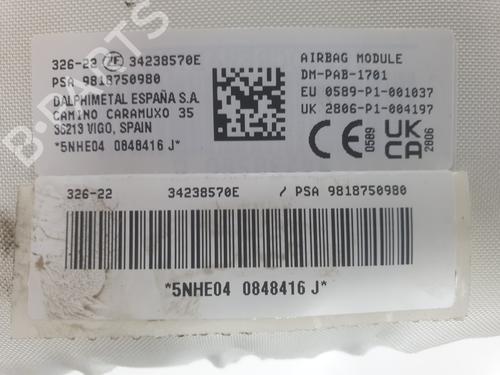 326-22 ZF 34238570E
PSA 9818750980
DALPHIMETAL ESPAÑA S.A.
CAMINO CARAMUXO 35
36213 VIGO, SPAIN
*5NHE04 0848416 J*
AIRBAG MODULE
DM-PAB-1701
EU 0589-P1-001037
UK 2806-P1-004197
CE 0589
UK CA 2806
326-22 34238570E / PSA 9818750980
*5NHE04 0848416 J*
B-PARTS